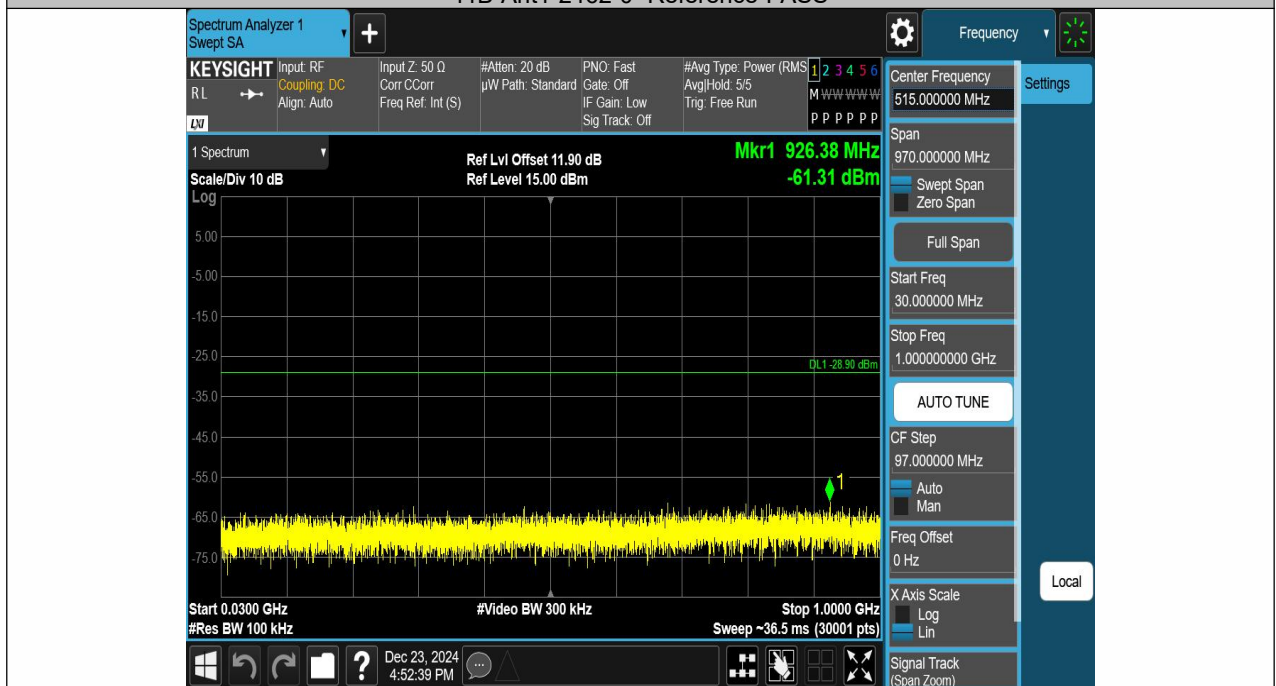 Spectrum Analyzer 1
Swept SA
+
Frequency
KEYSIGHT
RL
LXI
Input: RF
Coupling: DC
Align: Auto
Input Z: 50 Ω
Corr CCorr
Freq Ref: Int (S)
#Atten: 20 dB
µW Path: Standard
PNO: Fast
Gate: Off
IF Gain: Low
Sig Track: Off
#Avg Type: Power (RMS
Avg|Hold: 5/5
Trig: Free Run
1 2 3 4 5 6
M W W W W W
P P P P P P
1 Spectrum
Scale/Div 10 dB
Log
Ref Lvl Offset 11.90 dB
Ref Level 15.00 dBm
Mkr1 926.38 MHz
-61.31 dBm
5.00
-5.00
-15.0
-25.0
DL1 -28.90 dBm
-35.0
-45.0
-55.0
1
-65.0
-75.0
Start 0.0300 GHz
#Res BW 100 kHz
#Video BW 300 kHz
Stop 1.0000 GHz
Sweep ~36.5 ms (30001 pts)
Center Frequency
515.000000 MHz
Settings
Span
970.000000 MHz
Swept Span
Zero Span
Full Span
Start Freq
30.000000 MHz
Stop Freq
1.000000000 GHz
AUTO TUNE
CF Step
97.000000 MHz
Auto
Man
Freq Offset
0 Hz
X Axis Scale
Log
Lin
Local
Signal Track
(Span Zoom)
?
Dec 23, 2024
4:52:39 PM